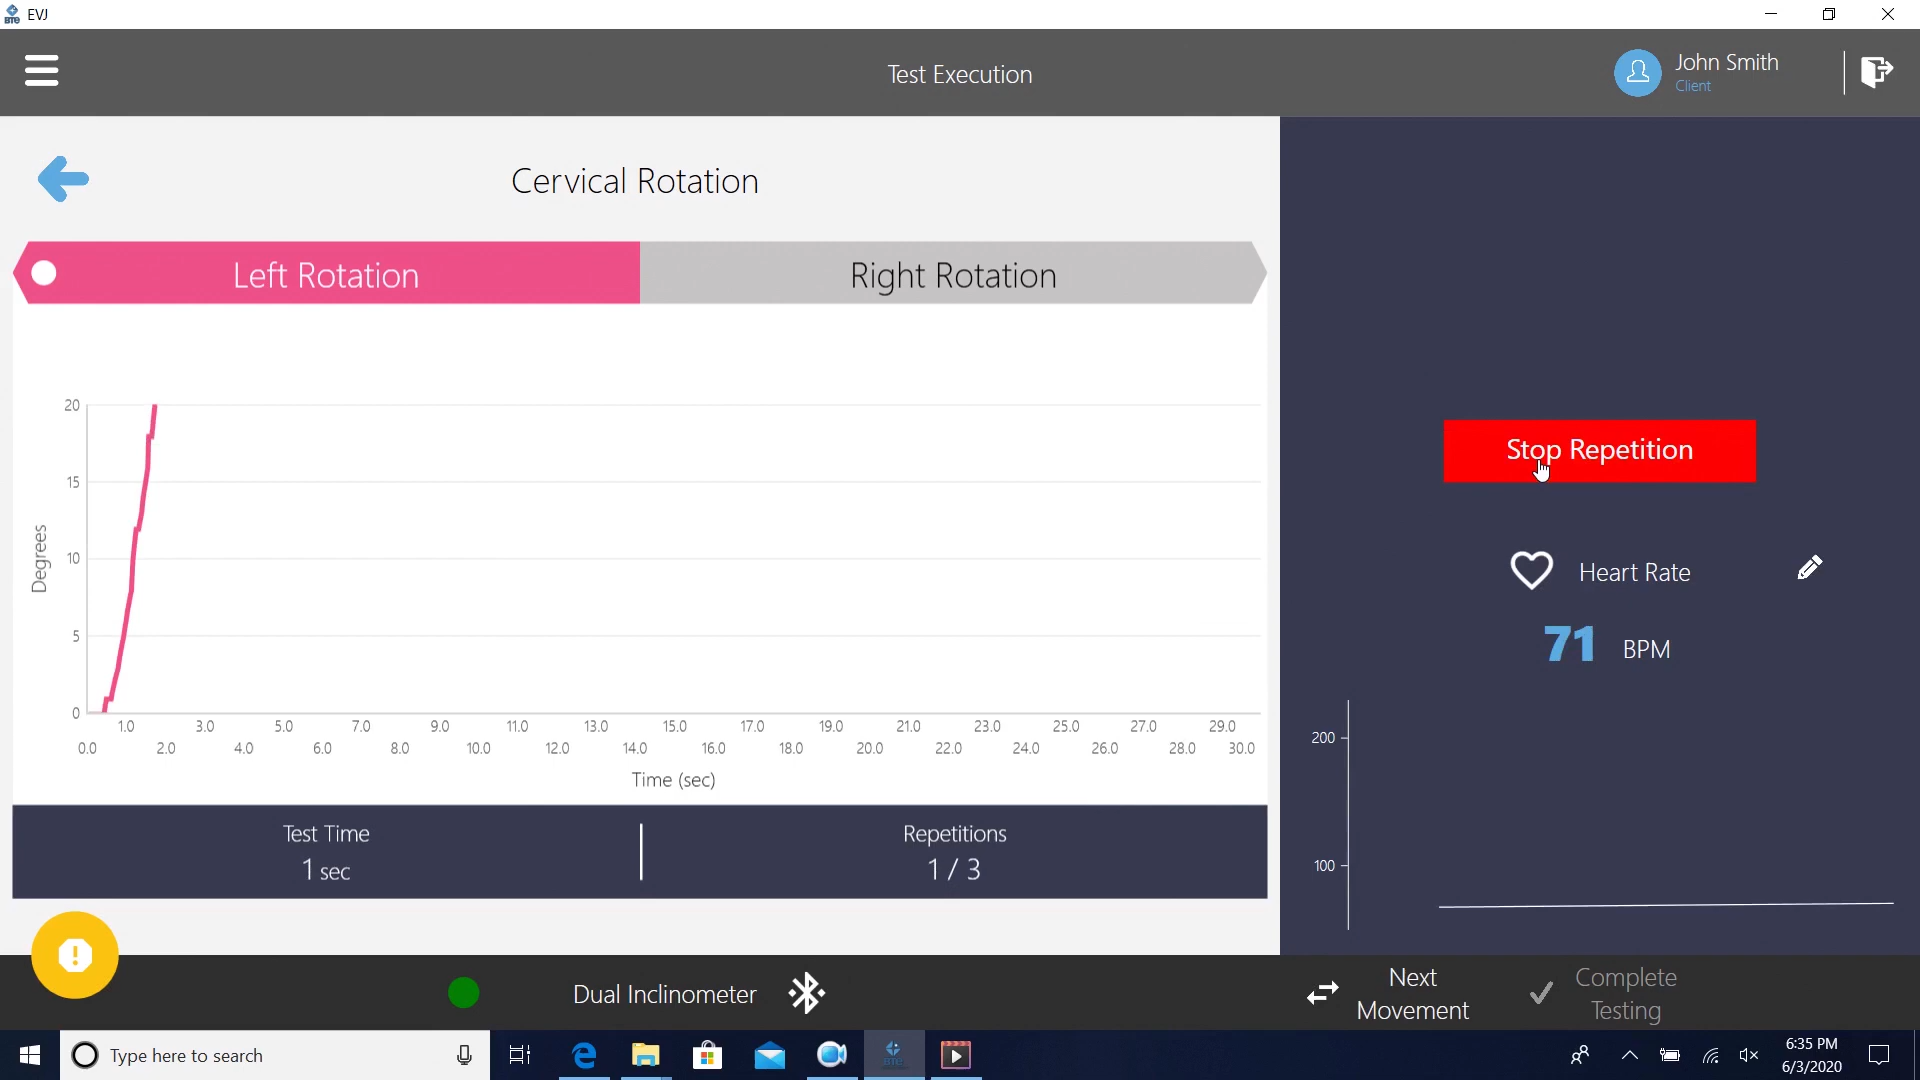 EVJ
Test Execution
John Smith
Client
Cervical Rotation
Left Rotation
Right Rotation
20
15
10
5
0
Degrees
1.0 3.0 5.0 7.0 9.0 11.0 13.0 15.0 17.0 19.0 21.0 23.0 25.0 27.0 29.0
0.0 2.0 4.0 6.0 8.0 10.0 12.0 14.0 16.0 18.0 20.0 22.0 24.0 26.0 28.0 30.0
Time (sec)
Test Time
1 sec
Repetitions
1 / 3
Stop Repetition
Heart Rate
71 BPM
200
100
Dual Inclinometer
Next
Movement
Complete
Testing
Type here to search
BTE
6:35 PM
6/3/2020